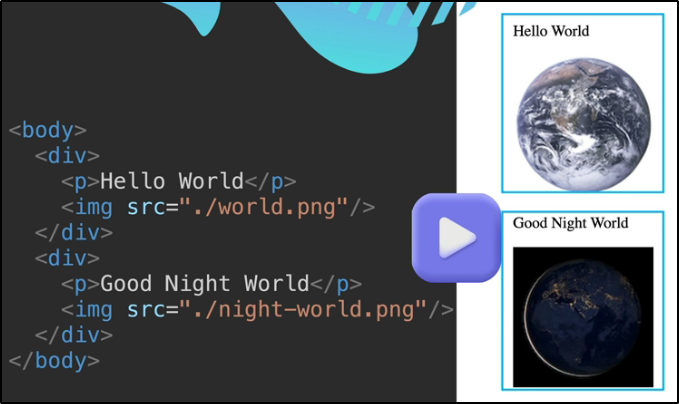 <body>
  <div>
    <p>Hello World</p>
    <img src="./world.png"/>
  </div>
  <div>
    <p>Good Night World</p>
    <img src="./night-world.png"/>
  </div>
</body>
Hello World
Good Night World